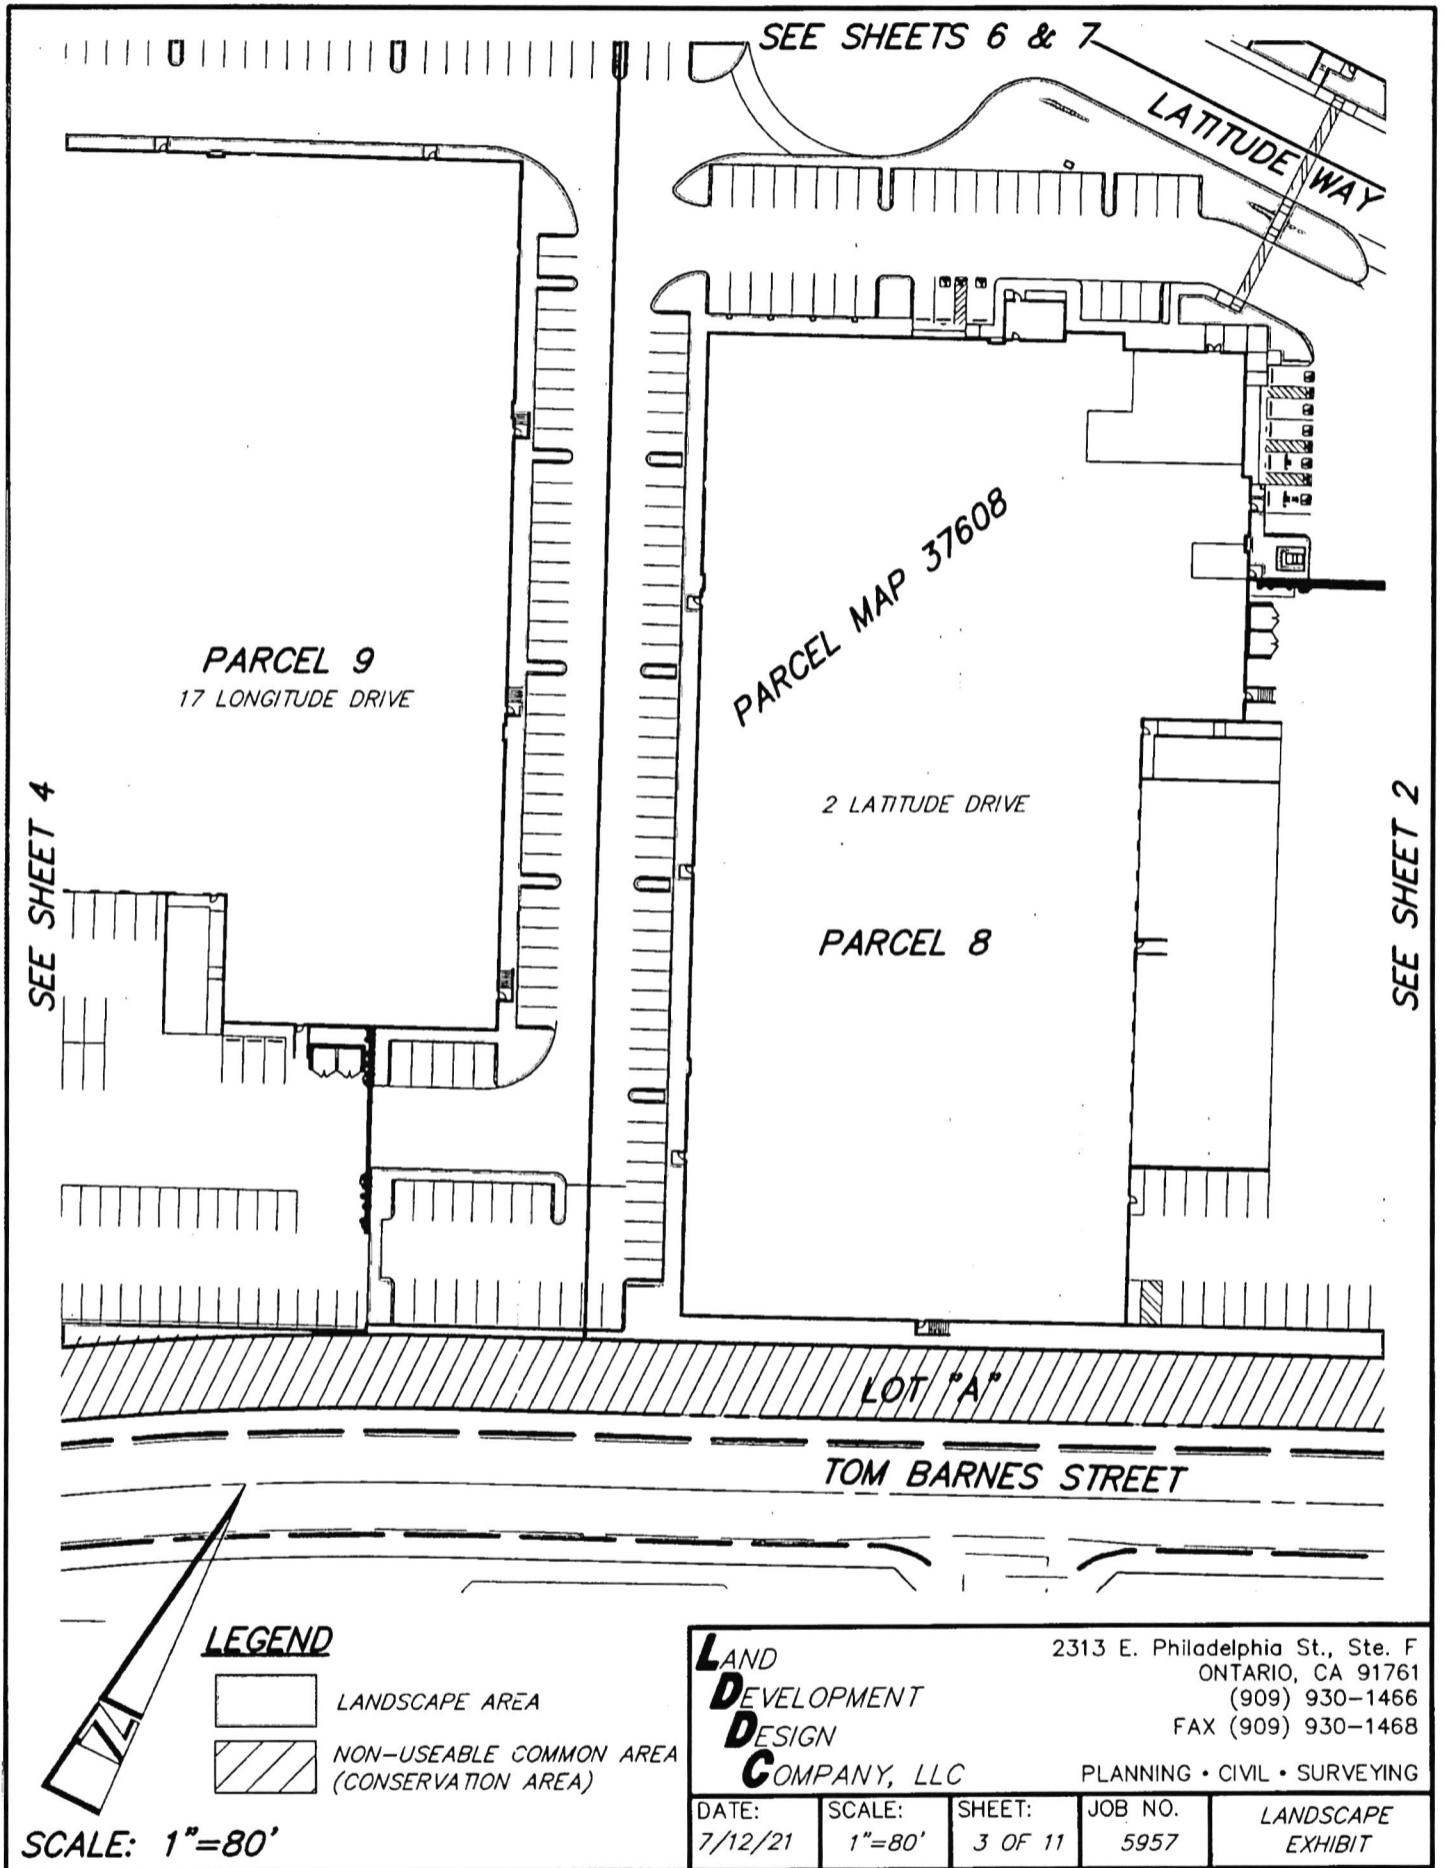 SEE SHEETS 6 & 7
LATITUDE WAY
PARCEL MAP 37608
PARCEL 9
17 LONGITUDE DRIVE
SEE SHEET 4
2 LATITUDE DRIVE
SEE SHEET 2
PARCEL 8
LOT "A"
TOM BARNES STREET
N
LEGEND
LANDSCAPE AREA
NON-USEABLE COMMON AREA
(CONSERVATION AREA)
SCALE: 1"=80'
LAND
DEVELOPMENT
DESIGN
COMPANY, LLC
2313 E. Philadelphia St., Ste. F
ONTARIO, CA 91761
(909) 930-1466
FAX (909) 930-1468
PLANNING • CIVIL • SURVEYING
DATE:
7/12/21
SCALE:
1"=80'
SHEET:
3 OF 11
JOB NO.
5957
LANDSCAPE
EXHIBIT